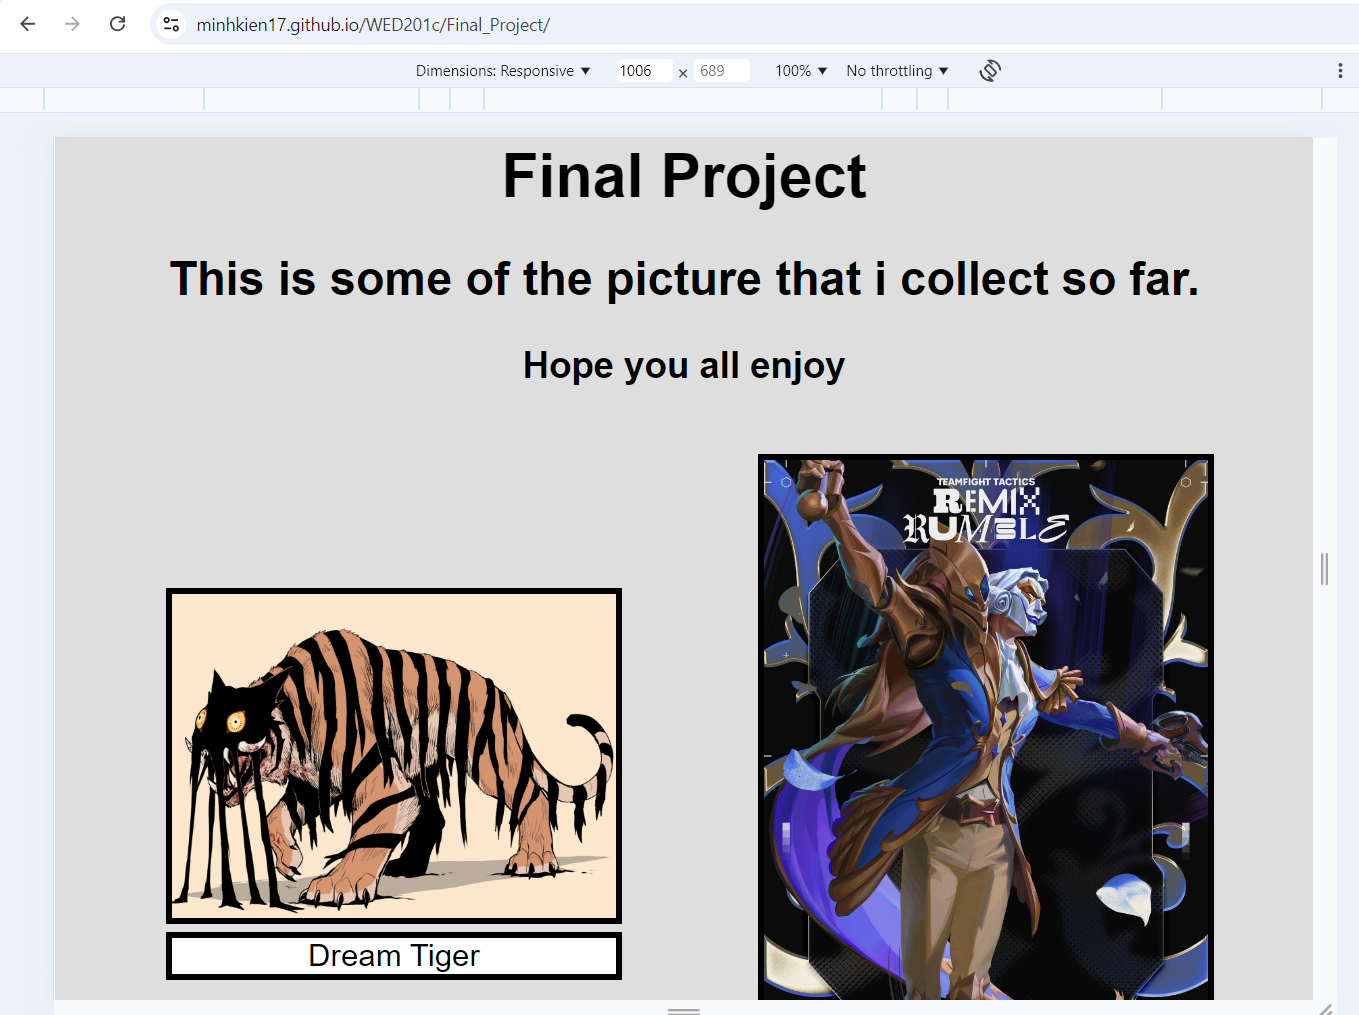 minhkien17.github.io/WED201c/Final_Project/
Dimensions: Responsive ▼ 1006 × 689 100% ▼ No throttling ▼
Final Project
This is some of the picture that i collect so far.
Hope you all enjoy
TEAMFIGHT TACTICS
REMIX
RUMBLE
Dream Tiger